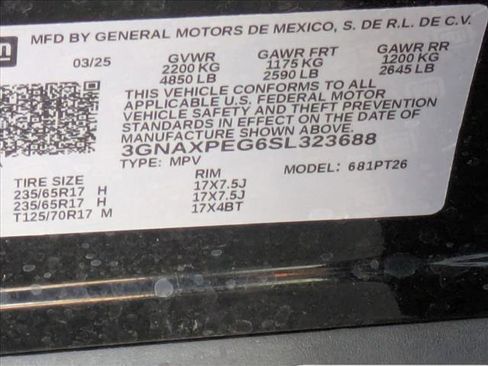 gm
MFD BY GENERAL MOTORS DE MEXICO, S. DE R.L. DE C.V.
03/25 GVWR GAWR FRT GAWR RR
2200 KG 1175 KG 1200 KG
4850 LB 2590 LB 2645 LB
THIS VEHICLE CONFORMS TO ALL
APPLICABLE U.S. FEDERAL MOTOR
VEHICLE SAFETY AND THEFT PREVENTION
STANDARDS IN EFFECT ON THE DATE OF
MANUFACTURE SHOWN ABOVE.
3GNAXPEG6SL323688
TYPE: MPV MODEL: 681PT26
TIRE SIZE RIM
235/65R17 H 17X7.5J
235/65R17 H 17X7.5J
T125/70R17 M 17X4BT